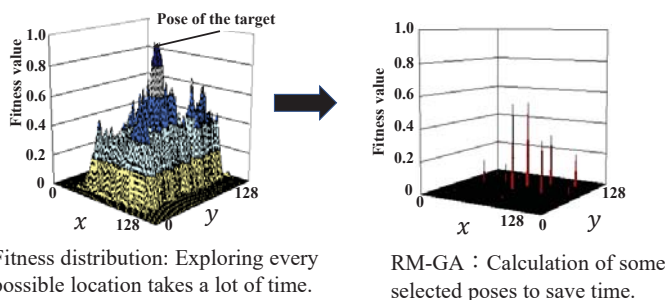 Pose of the target
1.0
0.8
0.6
0.4
0.2
0
Fitness value
0
x
128
0
y
128
Fitness distribution: Exploring every
possible location takes a lot of time.
1.0
0.8
0.6
0.4
0.2
0
Fitness value
0
x
128
0
y
128
RM-GA：Calculation of some
selected poses to save time.